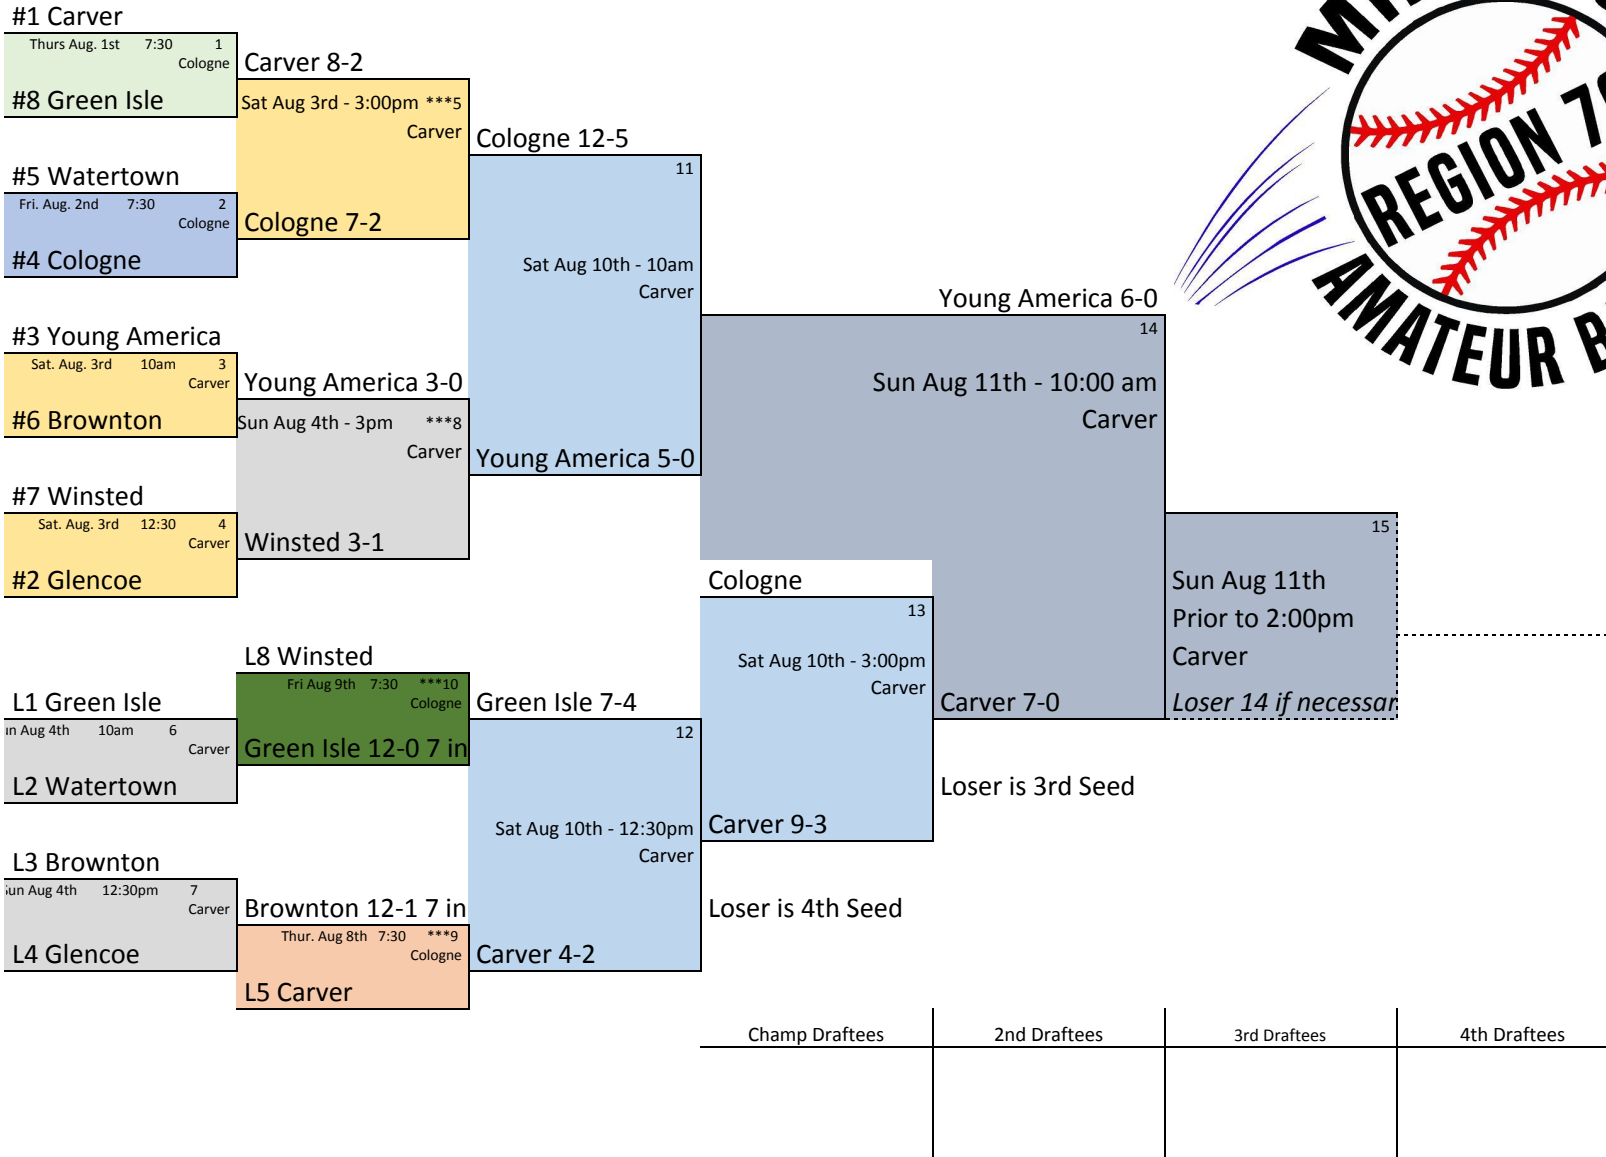 #1 Carver
Thurs Aug. 1st 7:30 1
Cologne
#8 Green Isle
Carver 8-2
Sat Aug 3rd - 3:00pm ***5
Carver
#5 Watertown
Fri. Aug. 2nd 7:30 2
Cologne
#4 Cologne
Cologne 7-2
Cologne 12-5
11
Sat Aug 10th - 10am
Carver
#3 Young America
Sat. Aug. 3rd 10am 3
Carver
#6 Brownton
Young America 3-0
Sun Aug 4th - 3pm ***8
Carver
Young America 5-0
#7 Winsted
Sat. Aug. 3rd 12:30 4
Carver
#2 Glencoe
Winsted 3-1
Young America 6-0
14
Sun Aug 11th - 10:00 am
Carver
15
Sun Aug 11th
Prior to 2:00pm
Carver
Loser 14 if necessar
Cologne
13
Sat Aug 10th - 3:00pm
Carver
Carver 7-0
Loser is 3rd Seed
L8 Winsted
Fri Aug 9th 7:30 ***10
Cologne
Green Isle 12-0 7 in
L1 Green Isle
un Aug 4th 10am 6
Carver
L2 Watertown
Green Isle 7-4
12
Sat Aug 10th - 12:30pm
Carver
Carver 9-3
Loser is 4th Seed
L3 Brownton
Sun Aug 4th 12:30pm 7
Carver
L4 Glencoe
Brownton 12-1 7 in
Thur. Aug 8th 7:30 ***9
Cologne
L5 Carver
Carver 4-2
Champ Draftees
2nd Draftees
3rd Draftees
4th Draftees
REGION 7
AMATEUR B